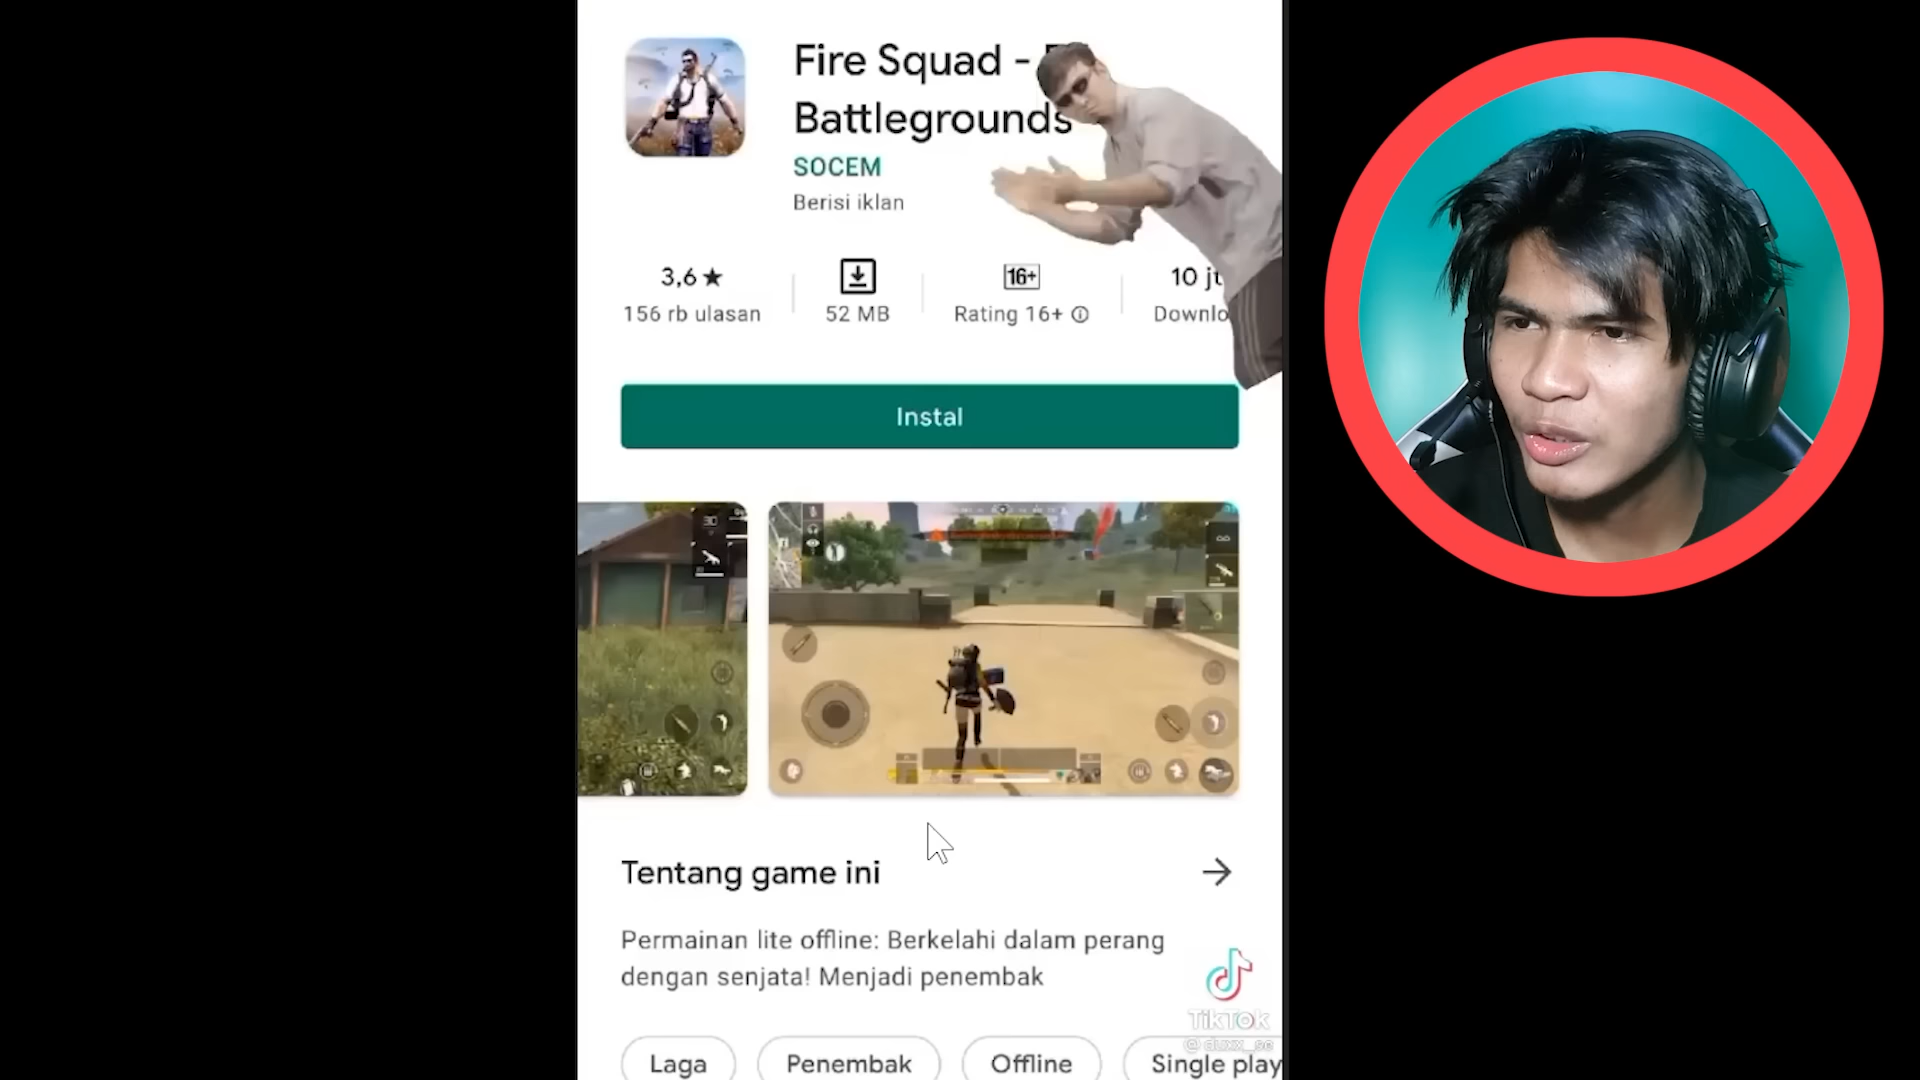 Fire Squad -
Battlegrounds
SOCEM
Berisi iklan
3,6★
156 rb ulasan
52 MB
16+
Rating 16+
10 jt
Downlo
Instal
Tentang game ini
Permainan lite offline: Berkelahi dalam perang
dengan senjata! Menjadi penembak
TikTok
@duxx_se
Laga
Penembak
Offline
Single play